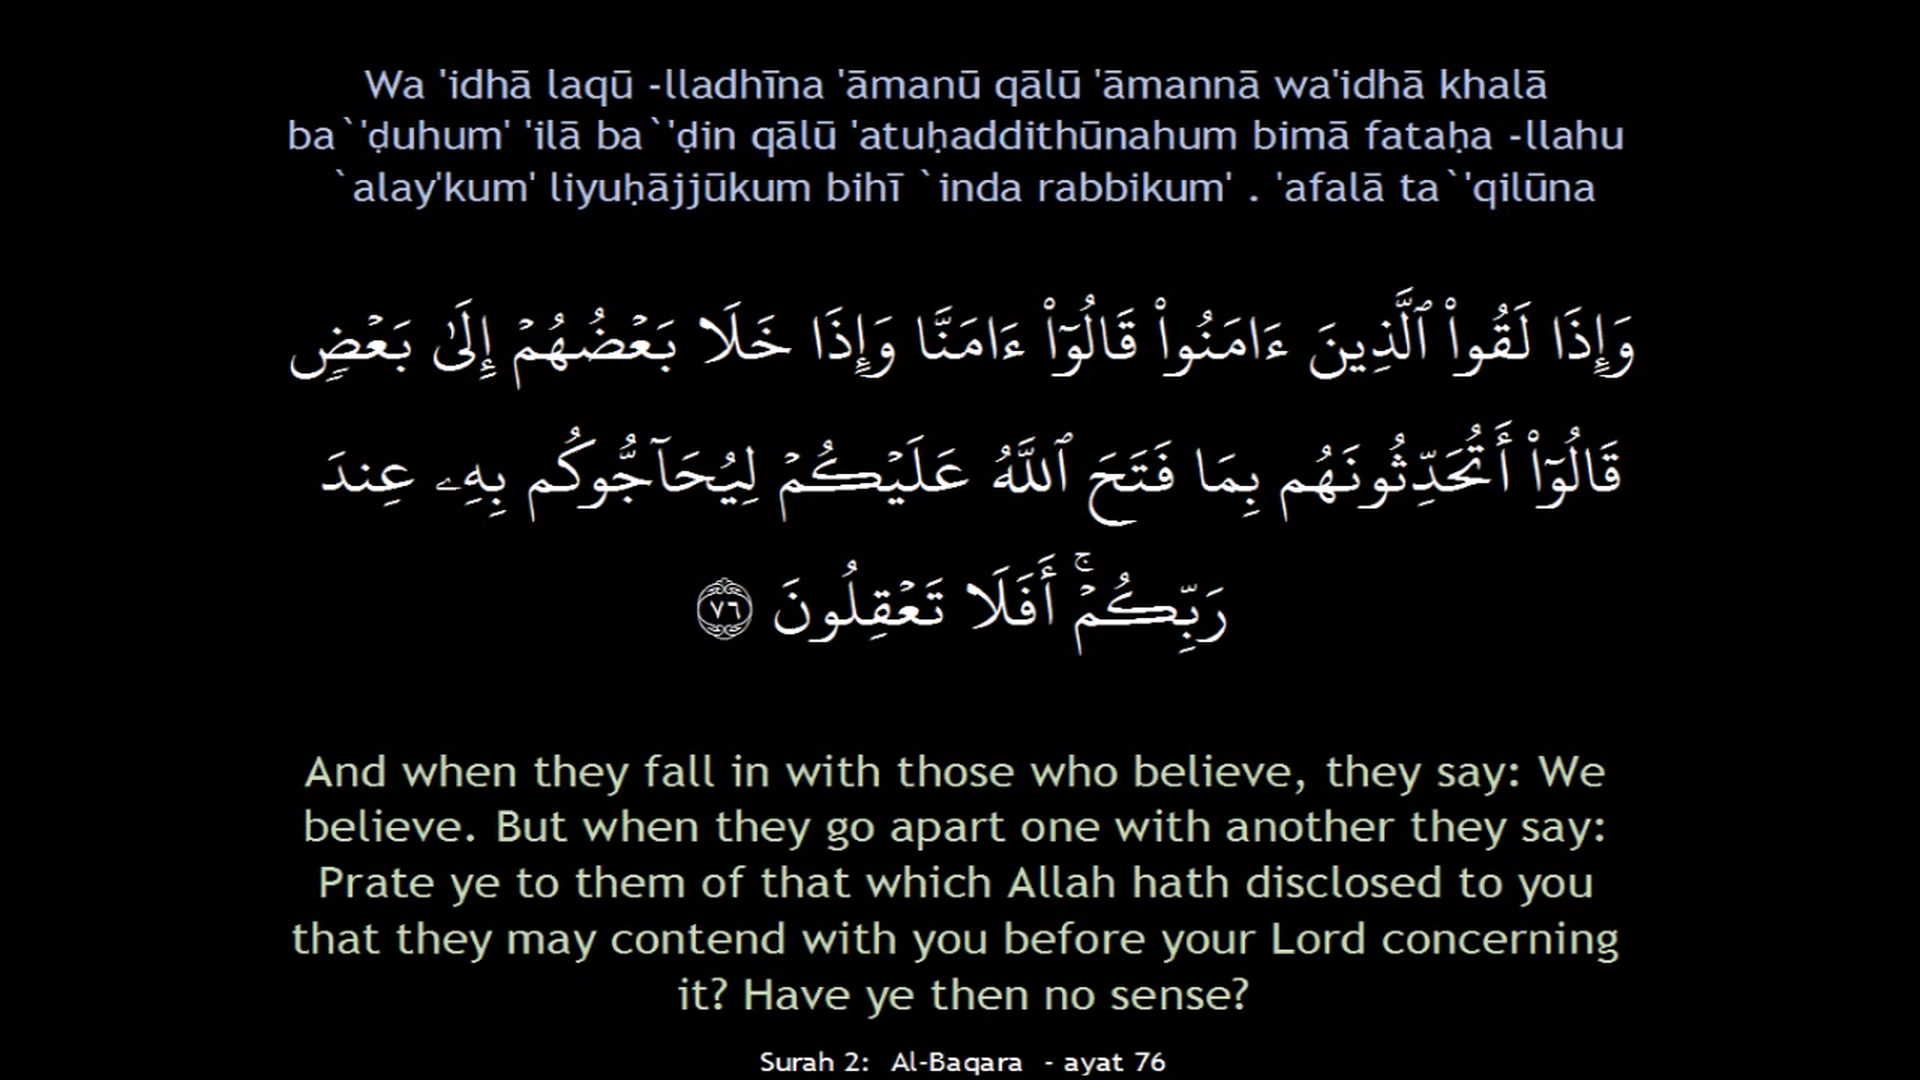 Wa 'idhā laqū -lladhīna 'āmanū qālū 'āmannā wa'idhā khalā
ba`'ḍuhum' 'ilā ba`'ḍin qālū 'atuḥaddithūnahum bimā fataḥa -llahu
`alay'kum' liyuḥājjūkum bihī `inda rabbikum' . 'afalā ta`'qilūna
وَإِذَا لَقُوا۟ ٱلَّذِينَ ءَامَنُوا۟ قَالُوٓا۟ ءَامَنَّا وَإِذَا خَلَا بَعْضُهُمْ إِلَىٰ بَعْضٍ
قَالُوٓا۟ أَتُحَدِّثُونَهُم بِمَا فَتَحَ ٱللَّهُ عَلَيْكُمْ لِيُحَآجُّوكُم بِهِۦ عِندَ
رَبِّكُمْ ۚ أَفَلَا تَعْقِلُونَ ٧٦
And when they fall in with those who believe, they say: We
believe. But when they go apart one with another they say:
Prate ye to them of that which Allah hath disclosed to you
that they may contend with you before your Lord concerning
it? Have ye then no sense?
Surah 2: Al-Baqara - ayat 76